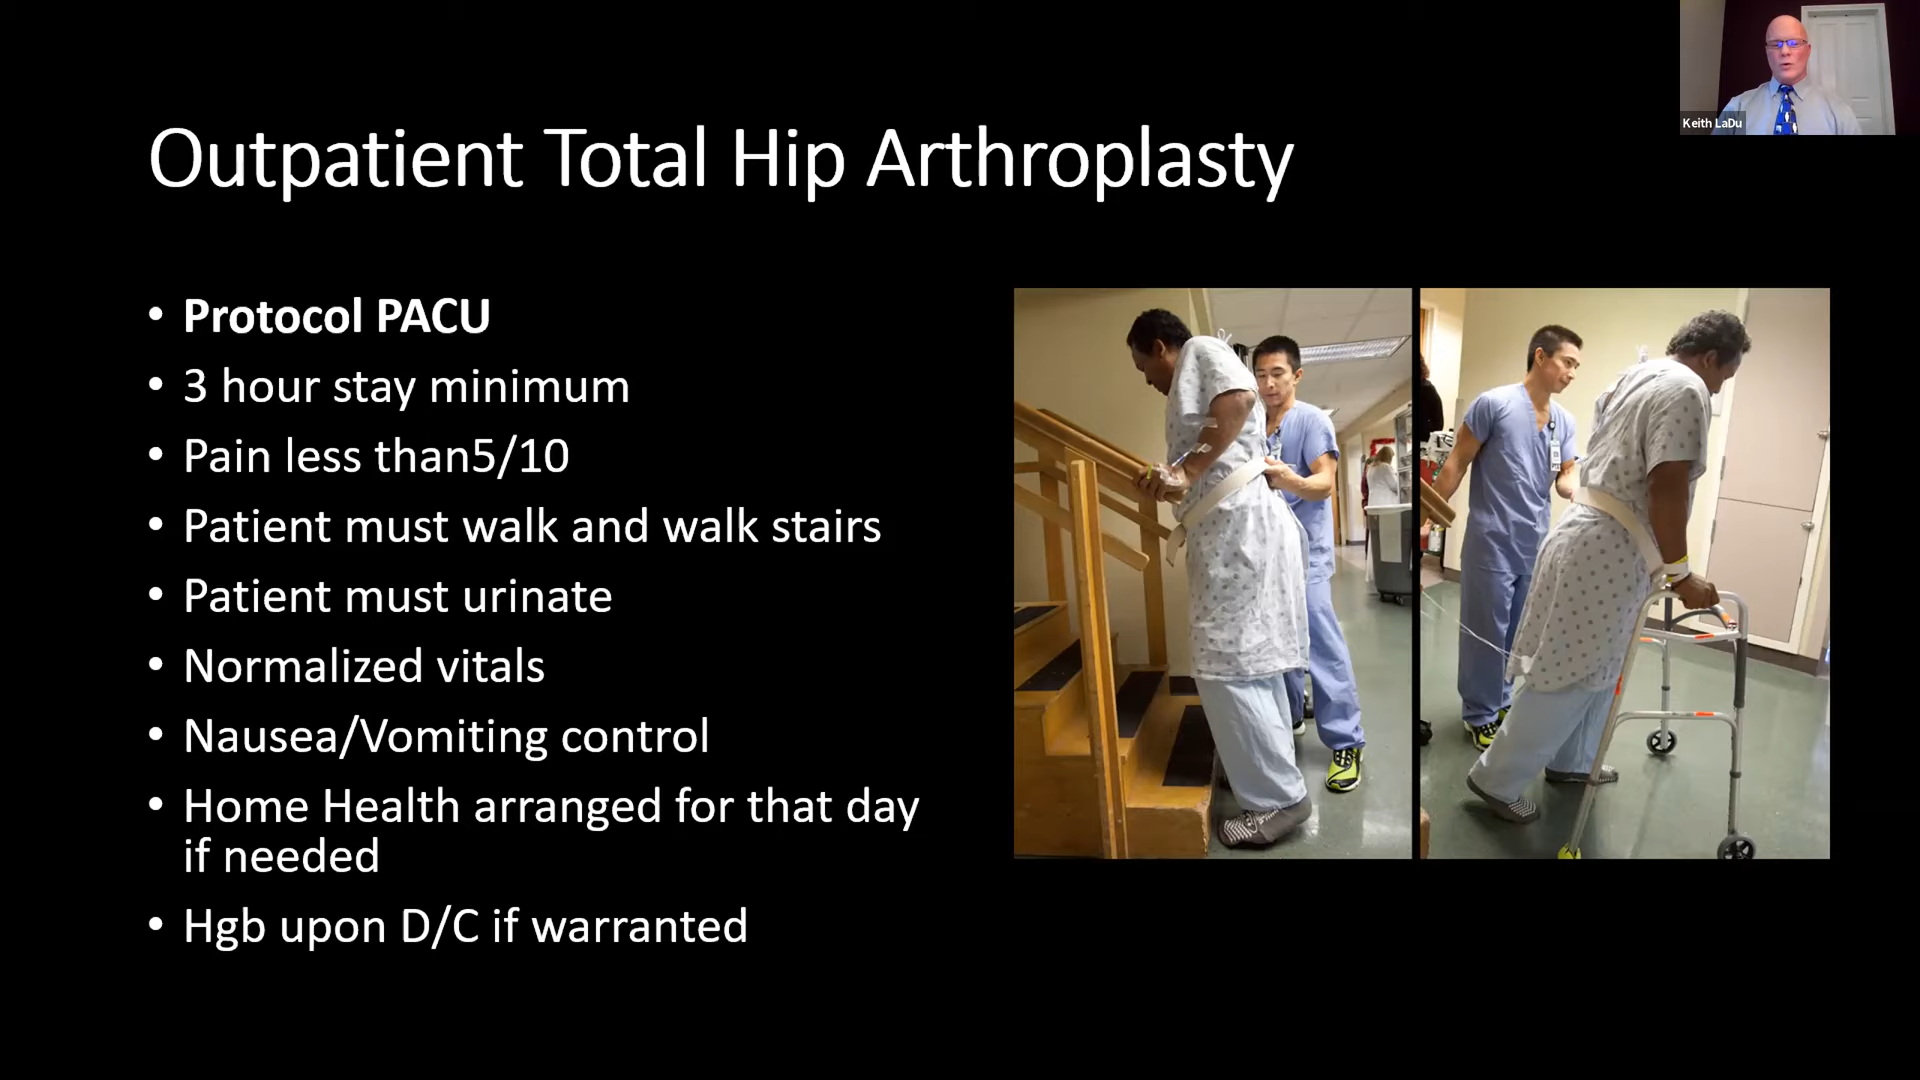 Keith LaDu
Outpatient Total Hip Arthroplasty
• Protocol PACU
• 3 hour stay minimum
• Pain less than5/10
• Patient must walk and walk stairs
• Patient must urinate
• Normalized vitals
• Nausea/Vomiting control
• Home Health arranged for that day
if needed
• Hgb upon D/C if warranted